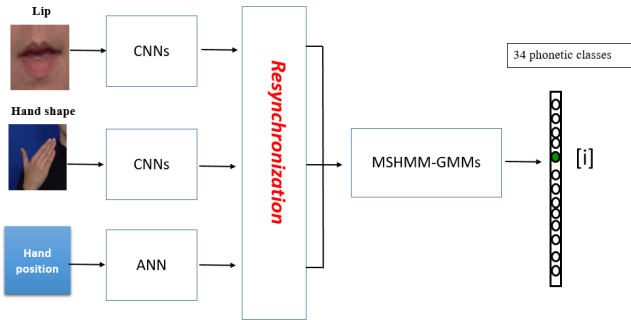 Lip
CNNs
Hand shape
CNNs
Hand
position
ANN
Resynchronization
MSHMM-GMMs
34 phonetic classes
[i]